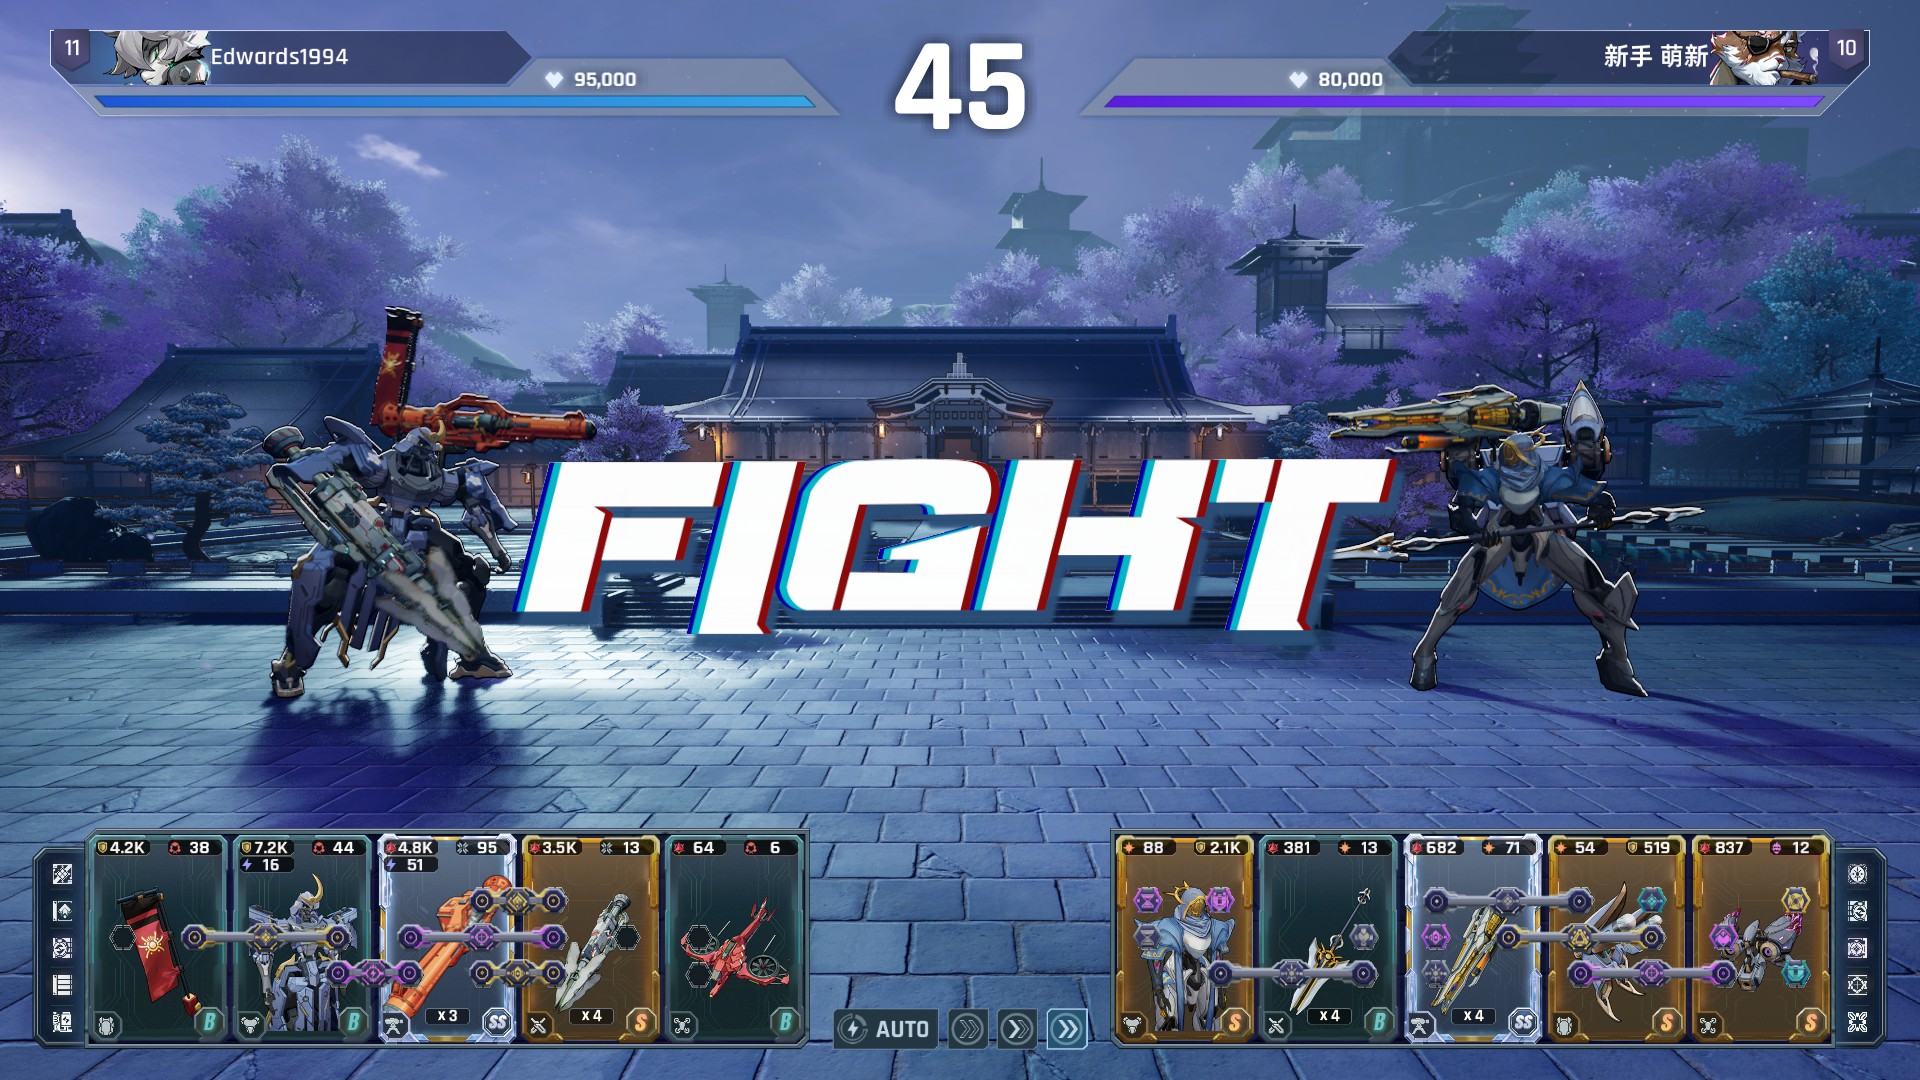 11
Edwards1994
95,000
45
80,000
新手 萌新
10
FIGHT
4.2K 38
7.2K 44
16
4.8K 95
51
3.5K 13
64 6
88 2.1K
381 13
682 71
54 519
837 12
B
B
x3 SS
x4 S
B
AUTO
S
x4 B
x4 SS
S
S